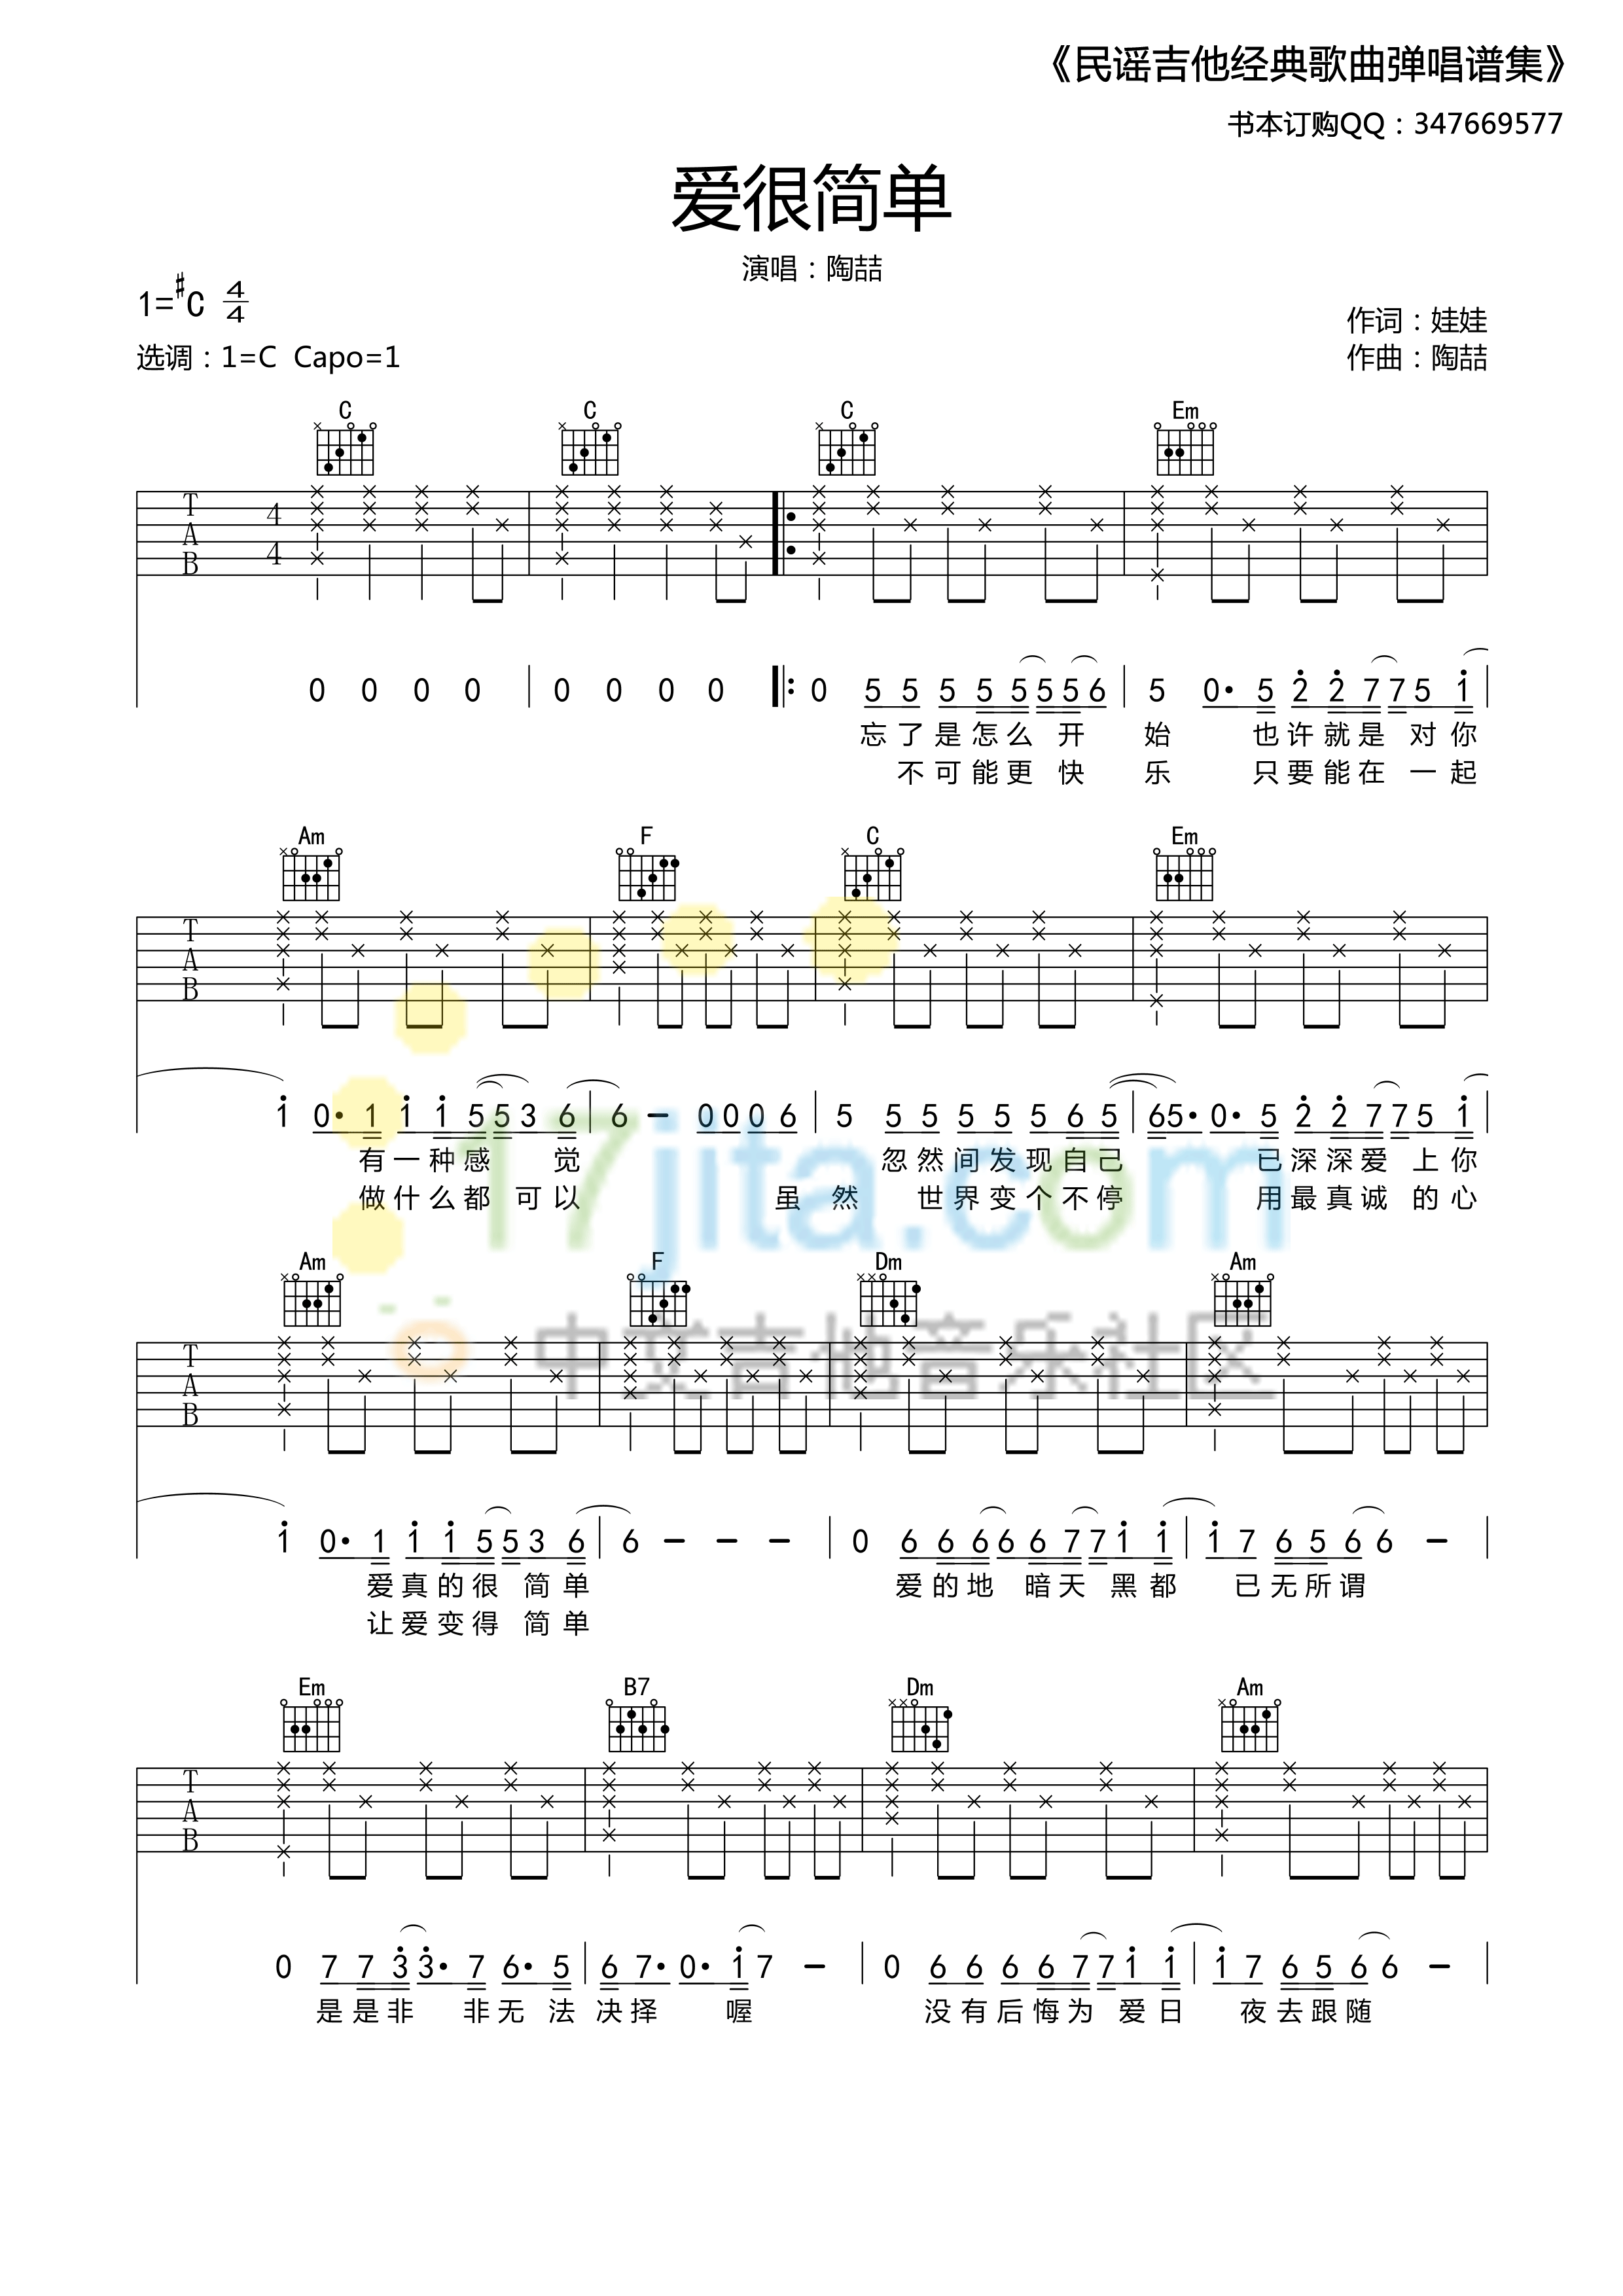 《民谣吉他经典歌曲弹唱谱集》
书本订购QQ：347669577
爱很简单
演唱：陶喆
1=#C 4/4
作词：娃娃
选调：1=C Capo=1
作曲：陶喆
C C C Em
T A B 4 4
0 0 0 0 | 0 0 0 0 |: 0 5 5 5 5 5 5 5 6 | 5 0· 5 2 2 7 7 5 1 |
忘了是怎么开 始 也许就是 对你
不可能更 快 乐 只要能在 一起
Am F C Em
T A B
1 0· 1 1 1 5 5 3 6 | 6 - 0 0 0 6 | 5 5 5 5 5 5 6 5 | 6 5· 0· 5 2 2 7 7 5 1 |
有一种感 觉 忽然间发现自己 已深深爱 上你
做什么都 可以 虽 然 世界变个不停 用最真诚 的心
17jita.com
Am F Dm Am
中文吉他音乐社区
T A B
1 0· 1 1 1 5 5 3 6 | 6 - - - | 0 6 6 6 6 6 7 7 1 1 | 1 7 6 5 6 6 - |
爱真的很 简单 爱的地 暗天 黑都 已无所谓
让爱变得 简单
Em B7 Dm Am
T A B
0 7 7 3 3· 7 6· 5 | 6 7· 0· 1 7 - | 0 6 6 6 6 7 7 1 1 | 1 7 6 5 6 6 - |
是是非 非无 法 决择 喔 没有后悔为 爱日 夜去跟随